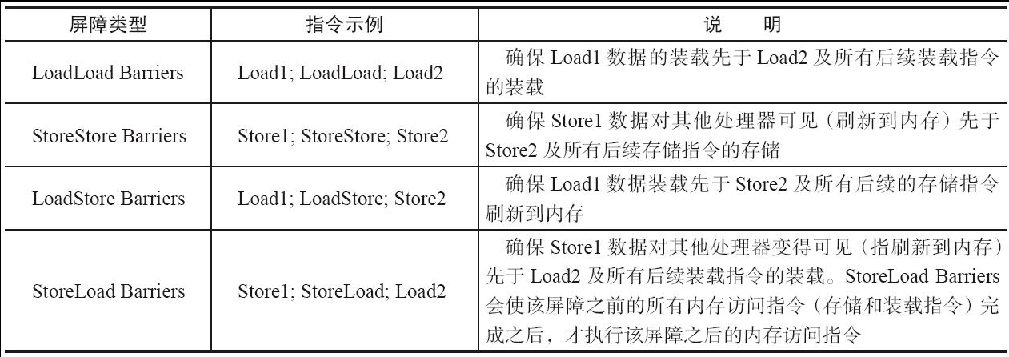 屏障类型 指令示例 说 明
LoadLoad Barriers Load1; LoadLoad; Load2 确保 Load1 数据的装载先于 Load2 及所有后续装载指令
的装载
StoreStore Barriers Store1; StoreStore; Store2 确保 Store1 数据对其他处理器可见（刷新到内存）先于
Store2 及所有后续存储指令的存储
LoadStore Barriers Load1; LoadStore; Store2 确保 Load1 数据装载先于 Store2 及所有后续的存储指令
刷新到内存
StoreLoad Barriers Store1; StoreLoad; Load2 确保 Store1 数据对其他处理器变得可见（指刷新到内存）
先于 Load2 及所有后续装载指令的装载。StoreLoad Barriers
会使该屏障之前的所有内存访问指令（存储和装载指令）完
成之后，才执行该屏障之后的内存访问指令